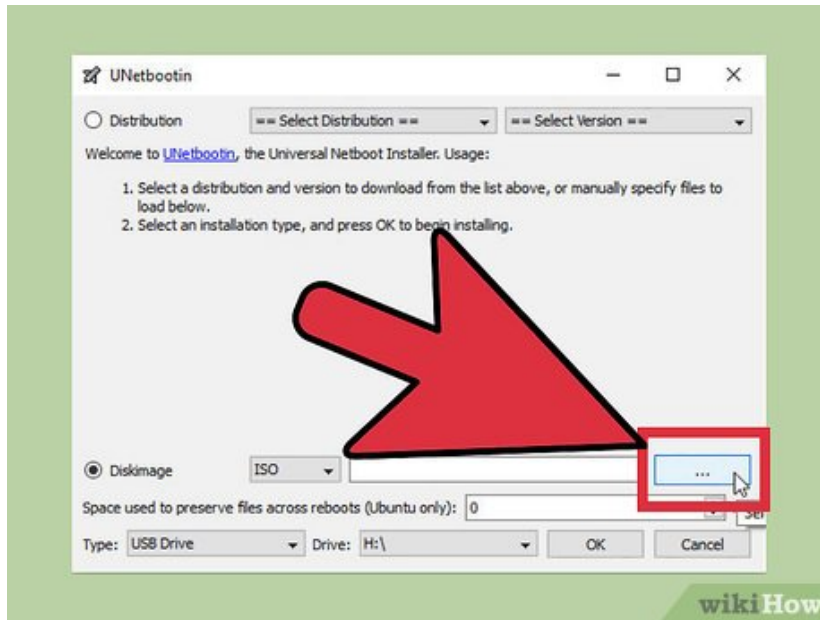 UNetbootin
Distribution == Select Distribution == == Select Version ==
Welcome to UNetbootin, the Universal Netboot Installer. Usage:
1. Select a distribution and version to download from the list above, or manually specify files to
load below.
2. Select an installation type, and press OK to begin installing.
Diskimage ISO ...
Space used to preserve files across reboots (Ubuntu only): 0
Type: USB Drive Drive: H:\ OK Cancel
wikiHow